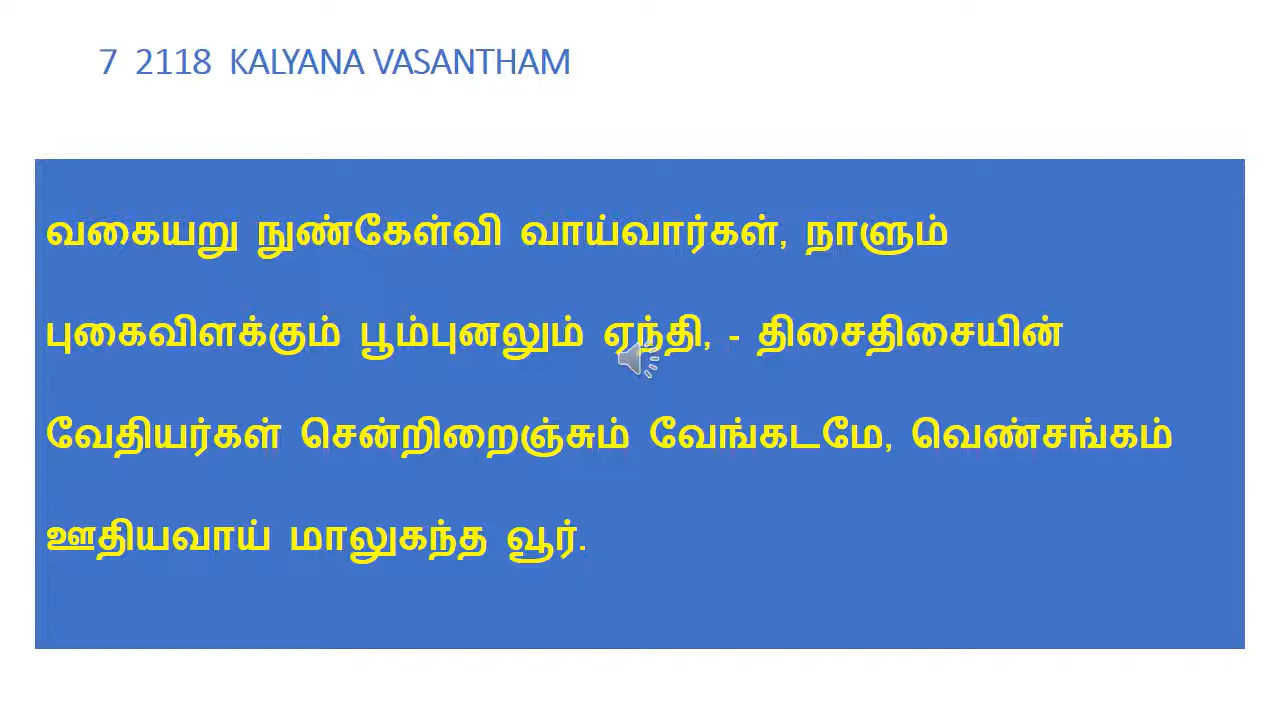 7 2118 KALYANA VASANTHAM
வகையறு நுண்கேள்வி வாய்வார்கள், நாளும்
புகைவிளக்கும் பூம்புனலும் ஏந்தி, - திசைதிசையின்
வேதியர்கள் சென்றிறைஞ்சும் வேங்கடமே, வெண்சங்கம்
ஊதியவாய் மாலுகந்த வூர்.